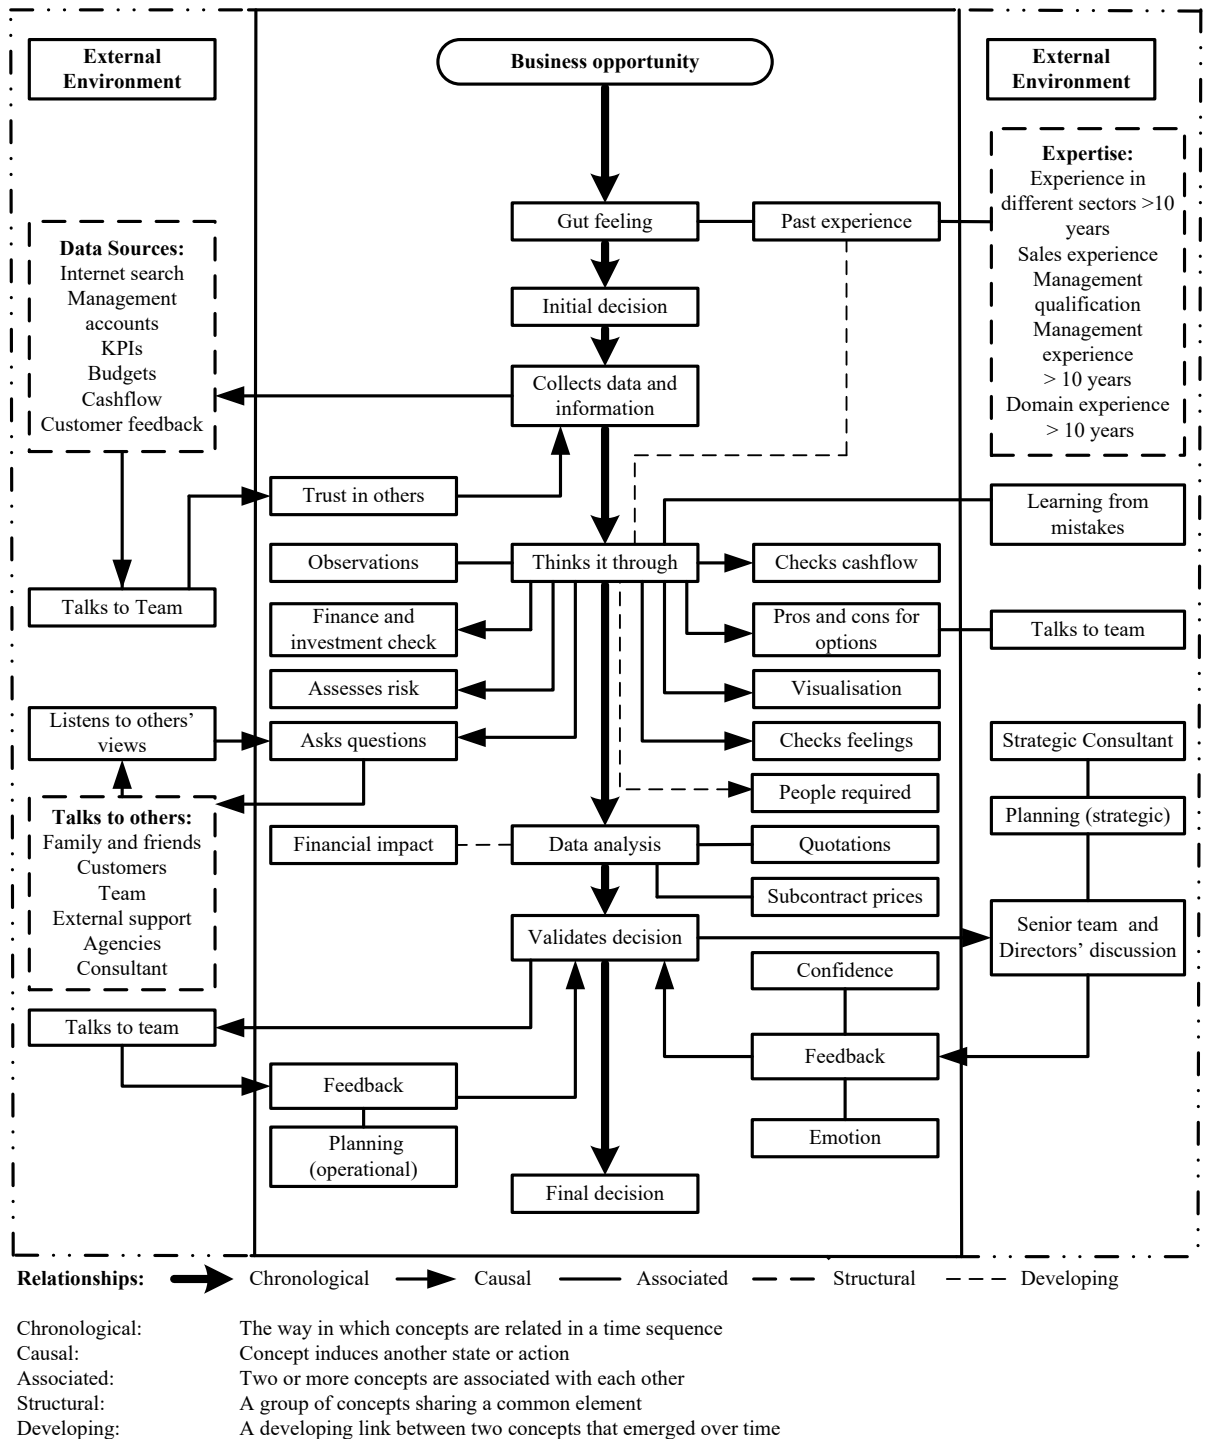 External
Environment
Data Sources:
Internet search
Management
accounts
KPIs
Budgets
Cashflow
Customer feedback
Talks to Team
Listens to others’
views
Talks to others:
Family and friends
Customers
Team
External support
Agencies
Consultant
Talks to team
Business opportunity
Gut feeling
Past experience
Initial decision
Collects data and
information
Trust in others
Observations
Thinks it through
Checks cashflow
Finance and
investment check
Pros and cons for
options
Assesses risk
Visualisation
Asks questions
Checks feelings
People required
Financial impact
Data analysis
Quotations
Subcontract prices
Validates decision
Confidence
Feedback
Feedback
Planning
(operational)
Emotion
Final decision
External
Environment
Expertise:
Experience in
different sectors >10
years
Sales experience
Management
qualification
Management
experience
> 10 years
Domain experience
> 10 years
Learning from
mistakes
Talks to team
Strategic Consultant
Planning (strategic)
Senior team and
Directors’ discussion
Relationships: Chronological Causal Associated Structural Developing
Chronological: The way in which concepts are related in a time sequence
Causal: Concept induces another state or action
Associated: Two or more concepts are associated with each other
Structural: A group of concepts sharing a common element
Developing: A developing link between two concepts that emerged over time